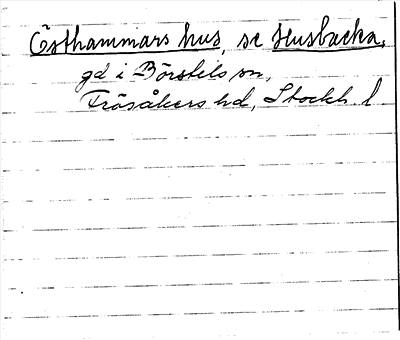 Östhammars hus, se Husbacka,
gd i Börstils sn,
Frösåkers hd, Stockh. l